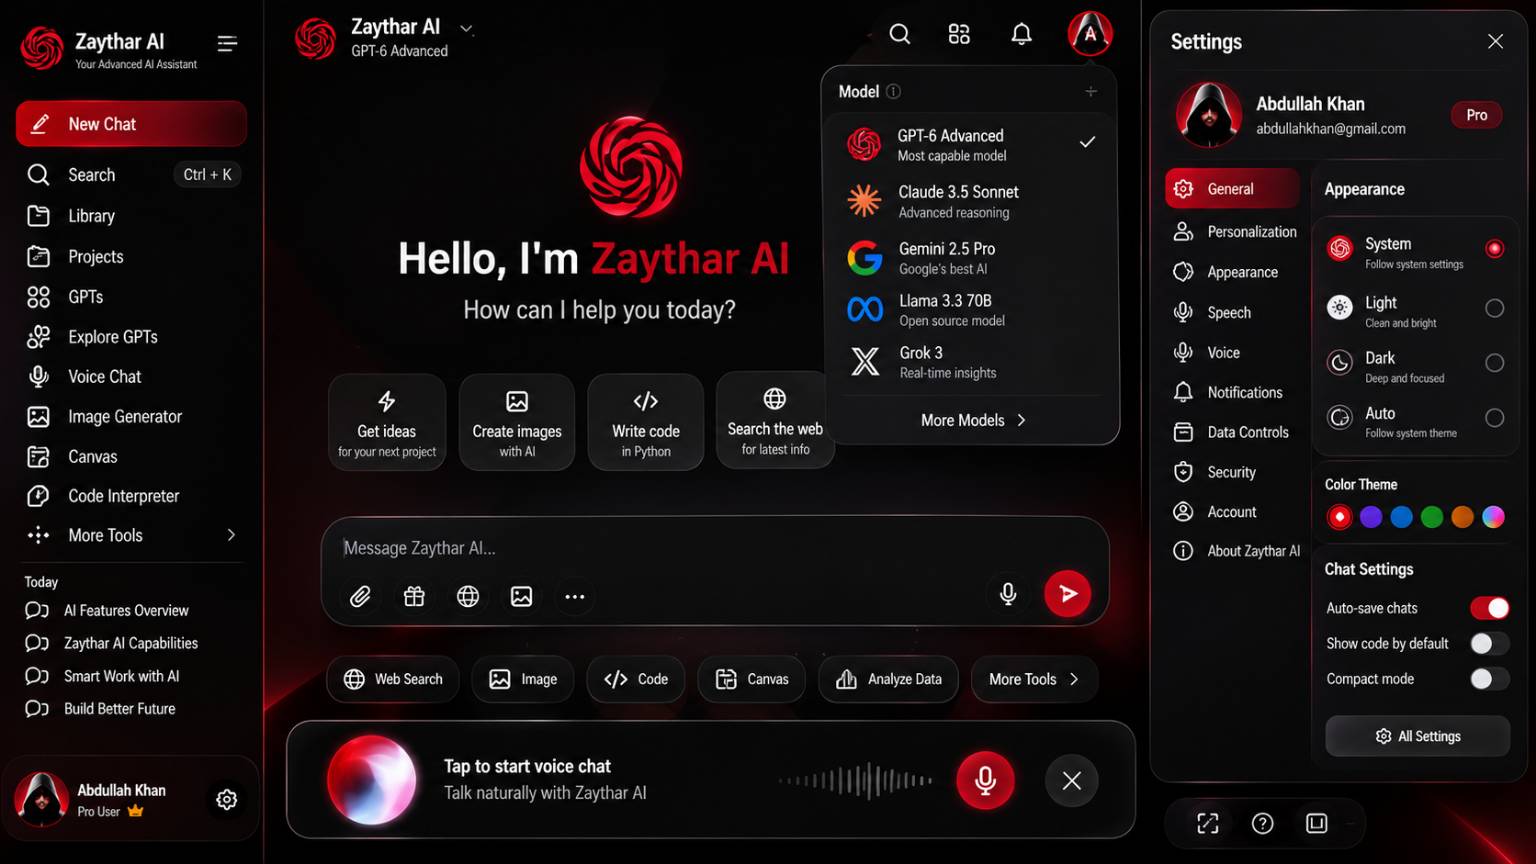 Zaythar AI
Your Advanced AI Assistant
New Chat
Search
Ctrl + K
Library
Projects
GPTs
Explore GPTs
Voice Chat
Image Generator
Canvas
Code Interpreter
More Tools
Today
AI Features Overview
Zaythar AI Capabilities
Smart Work with AI
Build Better Future
Abdullah Khan
Pro User
Zaythar AI
GPT-6 Advanced
A
Hello, I'm Zaythar AI
How can I help you today?
Get ideas
for your next project
Create images
with AI
Write code
in Python
Search the web
for latest info
Message Zaythar AI...
Web Search
Image
Code
Canvas
Analyze Data
More Tools
Tap to start voice chat
Talk naturally with Zaythar AI
Model
GPT-6 Advanced
Most capable model
Claude 3.5 Sonnet
Advanced reasoning
Gemini 2.5 Pro
Google's best AI
Llama 3.3 70B
Open source model
Grok 3
Real-time insights
More Models
Settings
Abdullah Khan
abdullahkhan@gmail.com
Pro
General
Personalization
Appearance
Speech
Voice
Notifications
Data Controls
Security
Account
About Zaythar AI
Appearance
System
Follow system settings
Light
Clean and bright
Dark
Deep and focused
Auto
Follow system theme
Color Theme
Chat Settings
Auto-save chats
Show code by default
Compact mode
All Settings